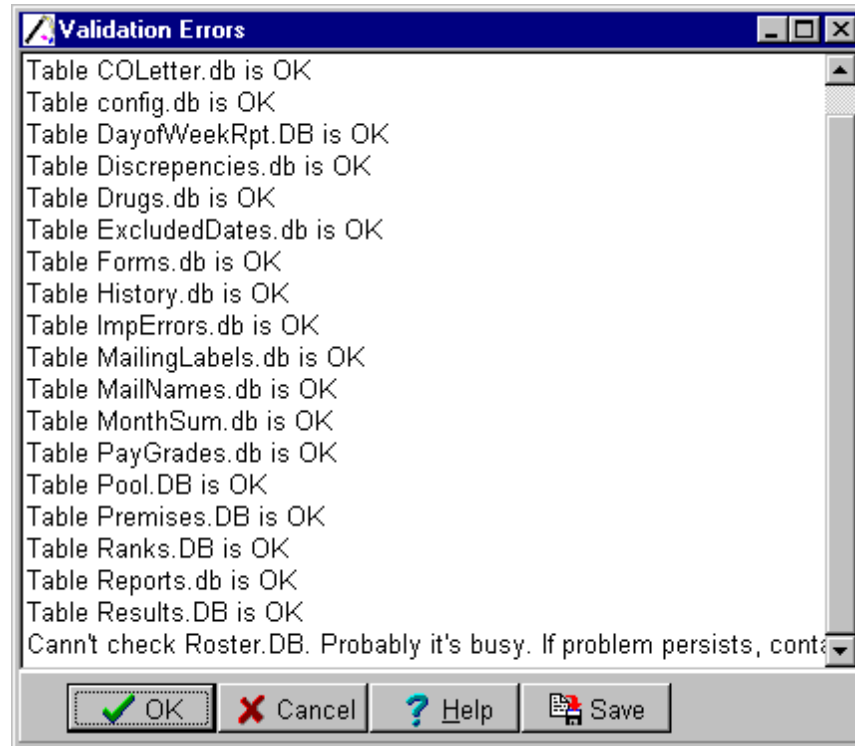 Validation Errors
Table COLetter.db is OK
Table config.db is OK
Table DayofWeekRpt.DB is OK
Table Discrepencies.db is OK
Table Drugs.db is OK
Table ExcludedDates.db is OK
Table Forms.db is OK
Table History.db is OK
Table ImpErrors.db is OK
Table MailingLabels.db is OK
Table MailNames.db is OK
Table MonthSum.db is OK
Table PayGrades.db is OK
Table Pool.DB is OK
Table Premises.DB is OK
Table Ranks.DB is OK
Table Reports.db is OK
Table Results.DB is OK
Cann't check Roster.DB. Probably it's busy. If problem persists, conta
OK Cancel Help Save